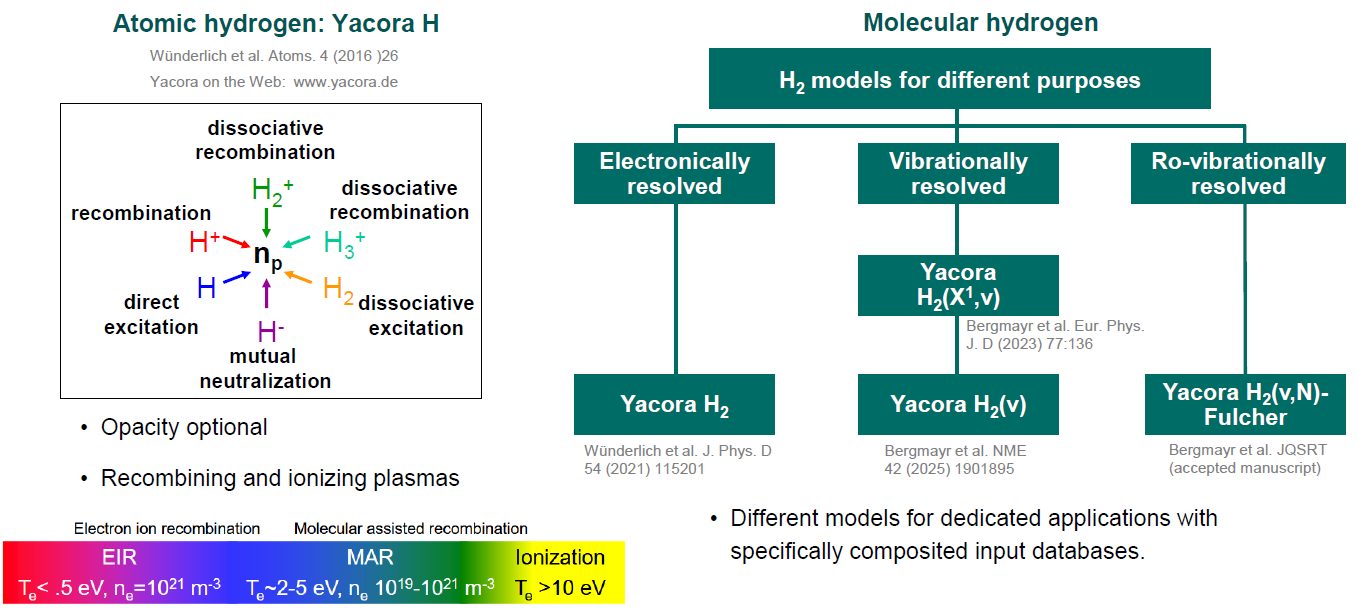 Atomic hydrogen: Yacora H
Wünderlich et al. Atoms. 4 (2016 )26
Yacora on the Web: www.yacora.de
dissociative
recombination
H₂⁺
dissociative
recombination
recombination
H⁺
H₃⁺
nₚ
H
H₂
direct
excitation
dissociative
excitation
H⁻
mutual
neutralization
• Opacity optional
• Recombining and ionizing plasmas
Electron ion recombination
Molecular assisted recombination
EIR
MAR
Ionization
Tₑ< .5 eV, nₑ=10²¹ m⁻³
Tₑ~2-5 eV, nₑ 10¹⁹-10²¹ m⁻³
Tₑ >10 eV
Molecular hydrogen
H₂ models for different purposes
Electronically
resolved
Vibrationally
resolved
Ro-vibrationally
resolved
Yacora
H₂(X¹,v)
Bergmayr et al. Eur. Phys.
J. D (2023) 77:136
Yacora H₂
Yacora H₂(v)
Yacora H₂(v,N)-
Fulcher
Wünderlich et al. J. Phys. D
54 (2021) 115201
Bergmayr et al. NME
42 (2025) 1901895
Bergmayr et al. JQSRT
(accepted manuscript)
• Different models for dedicated applications with
specifically composited input databases.